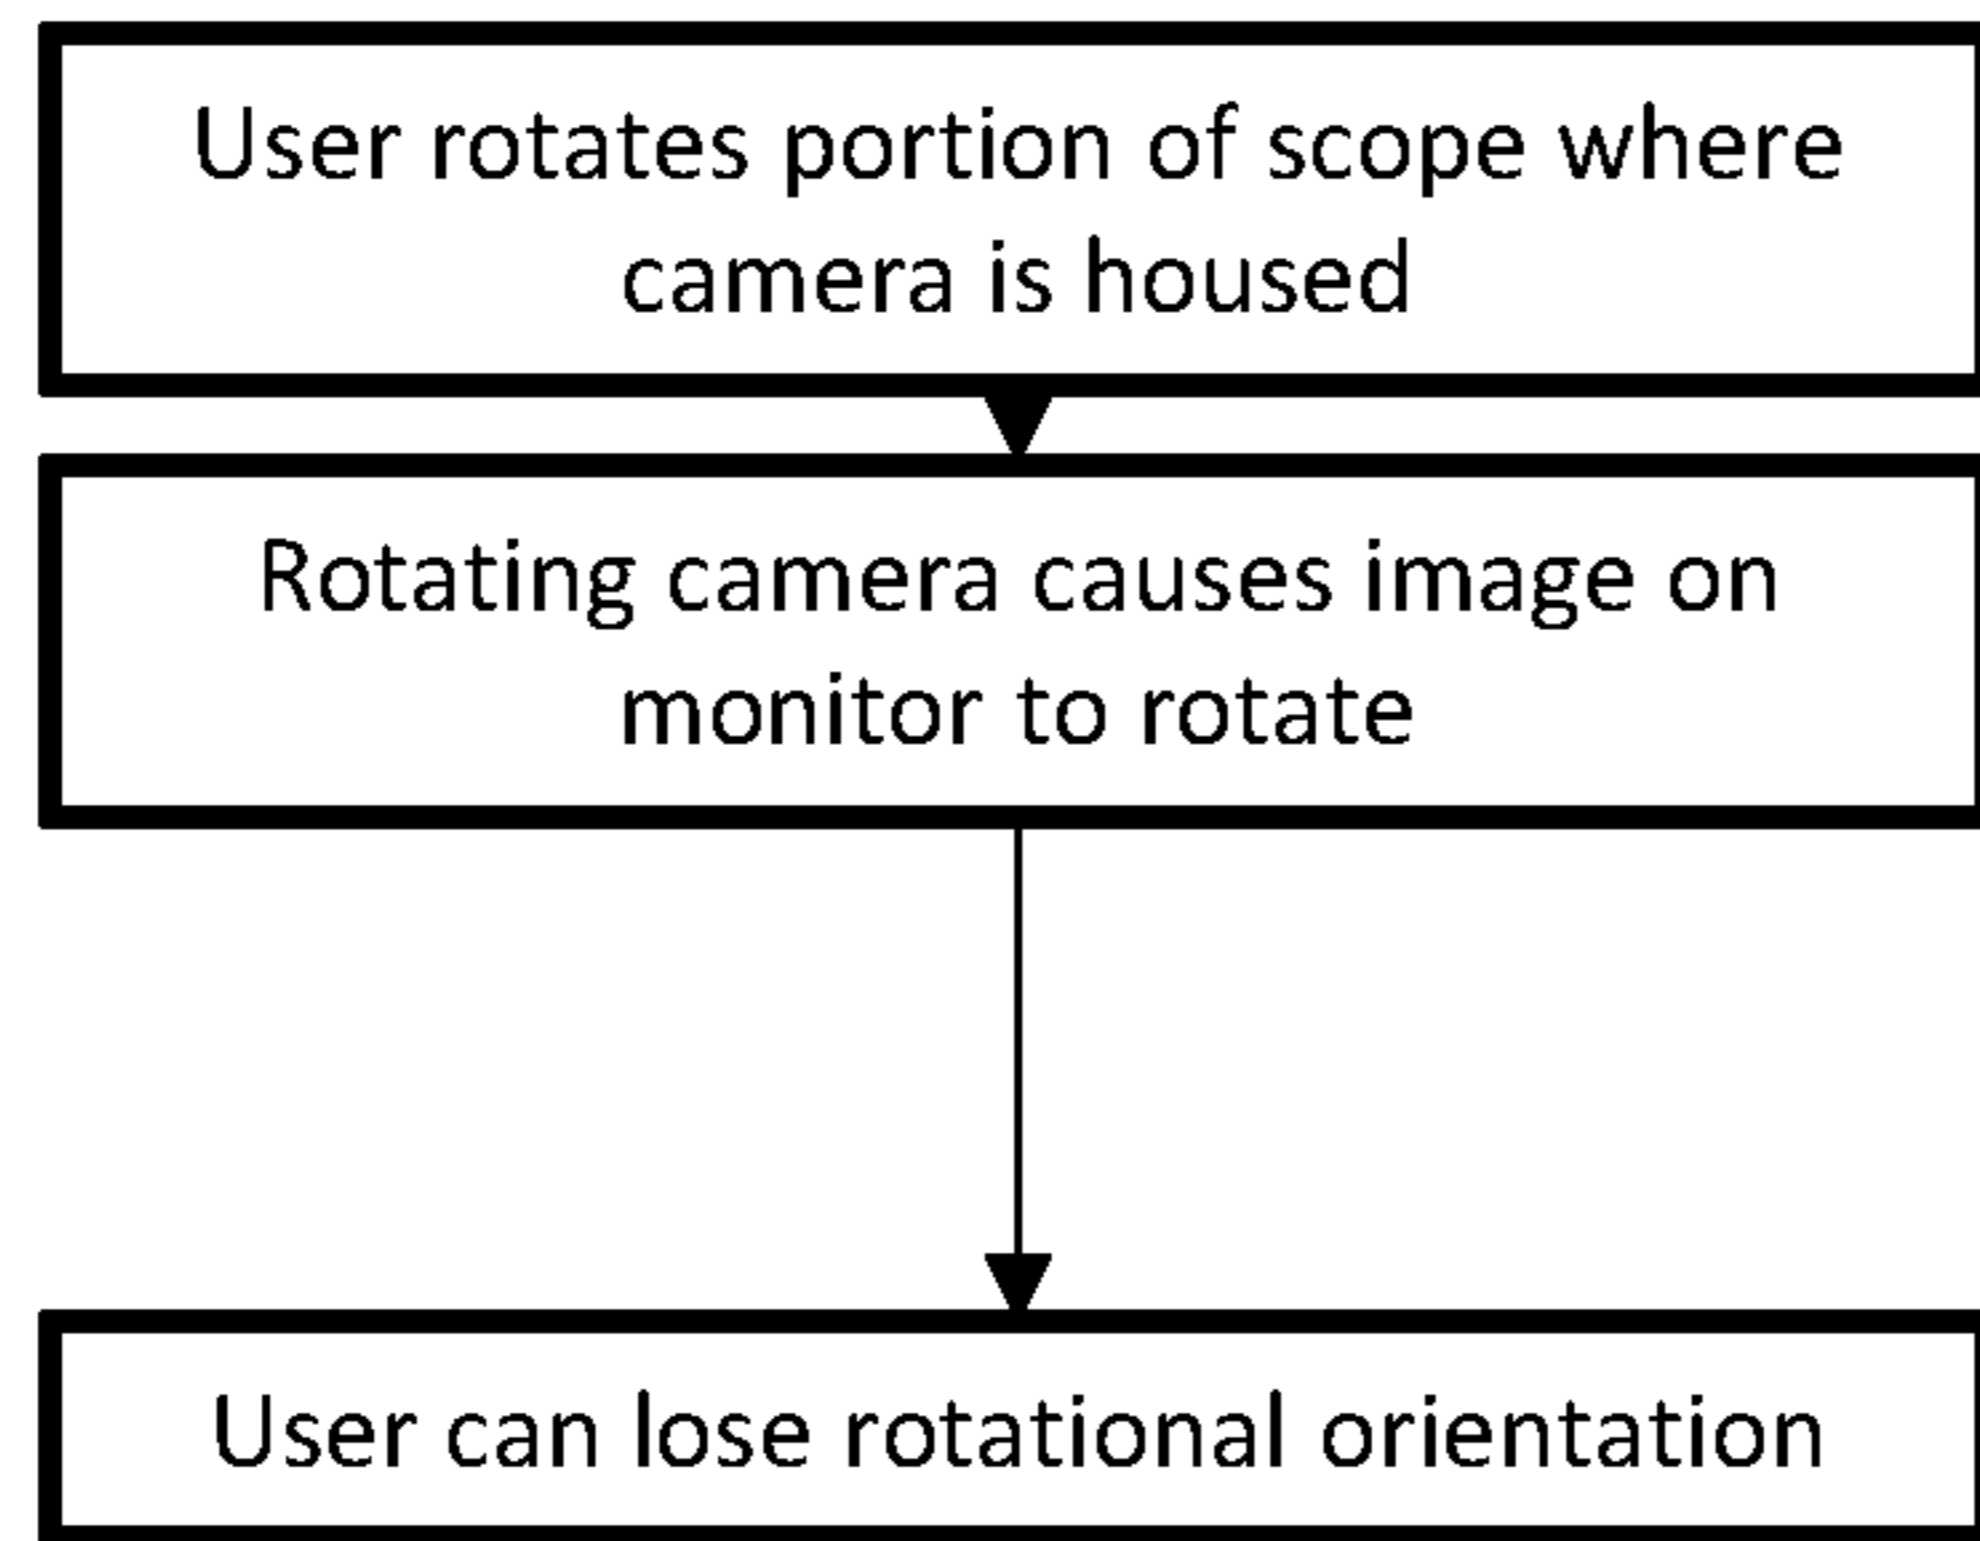 User rotates portion of scope where
camera is housed
Rotating camera causes image on
monitor to rotate
User can lose rotational orientation